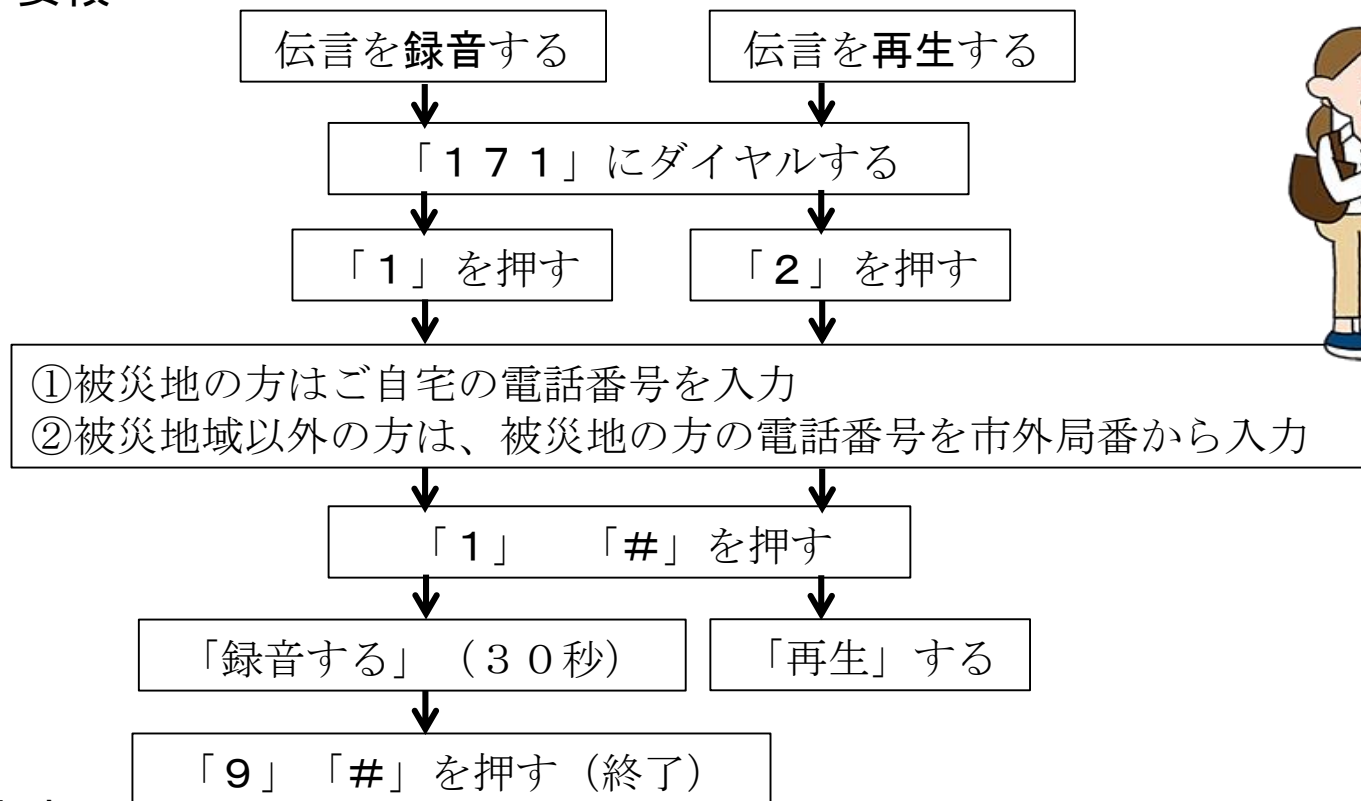 伝言を録音する
伝言を再生する
「１７１」にダイヤルする
「１」を押す
「２」を押す
①被災地の方はご自宅の電話番号を入力
②被災地域以外の方は、被災地の方の電話番号を市外局番から入力
「１」　「＃」を押す
「録音する」（３０秒）
「再生」する
「９」「＃」を押す（終了）